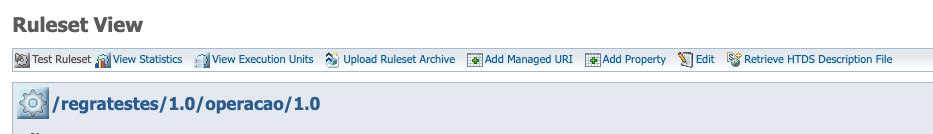 Ruleset View
Test Ruleset View Statistics View Execution Units Upload Ruleset Archive Add Managed URI Add Property Edit Retrieve HTDS Description File
/regratestes/1.0/operacao/1.0